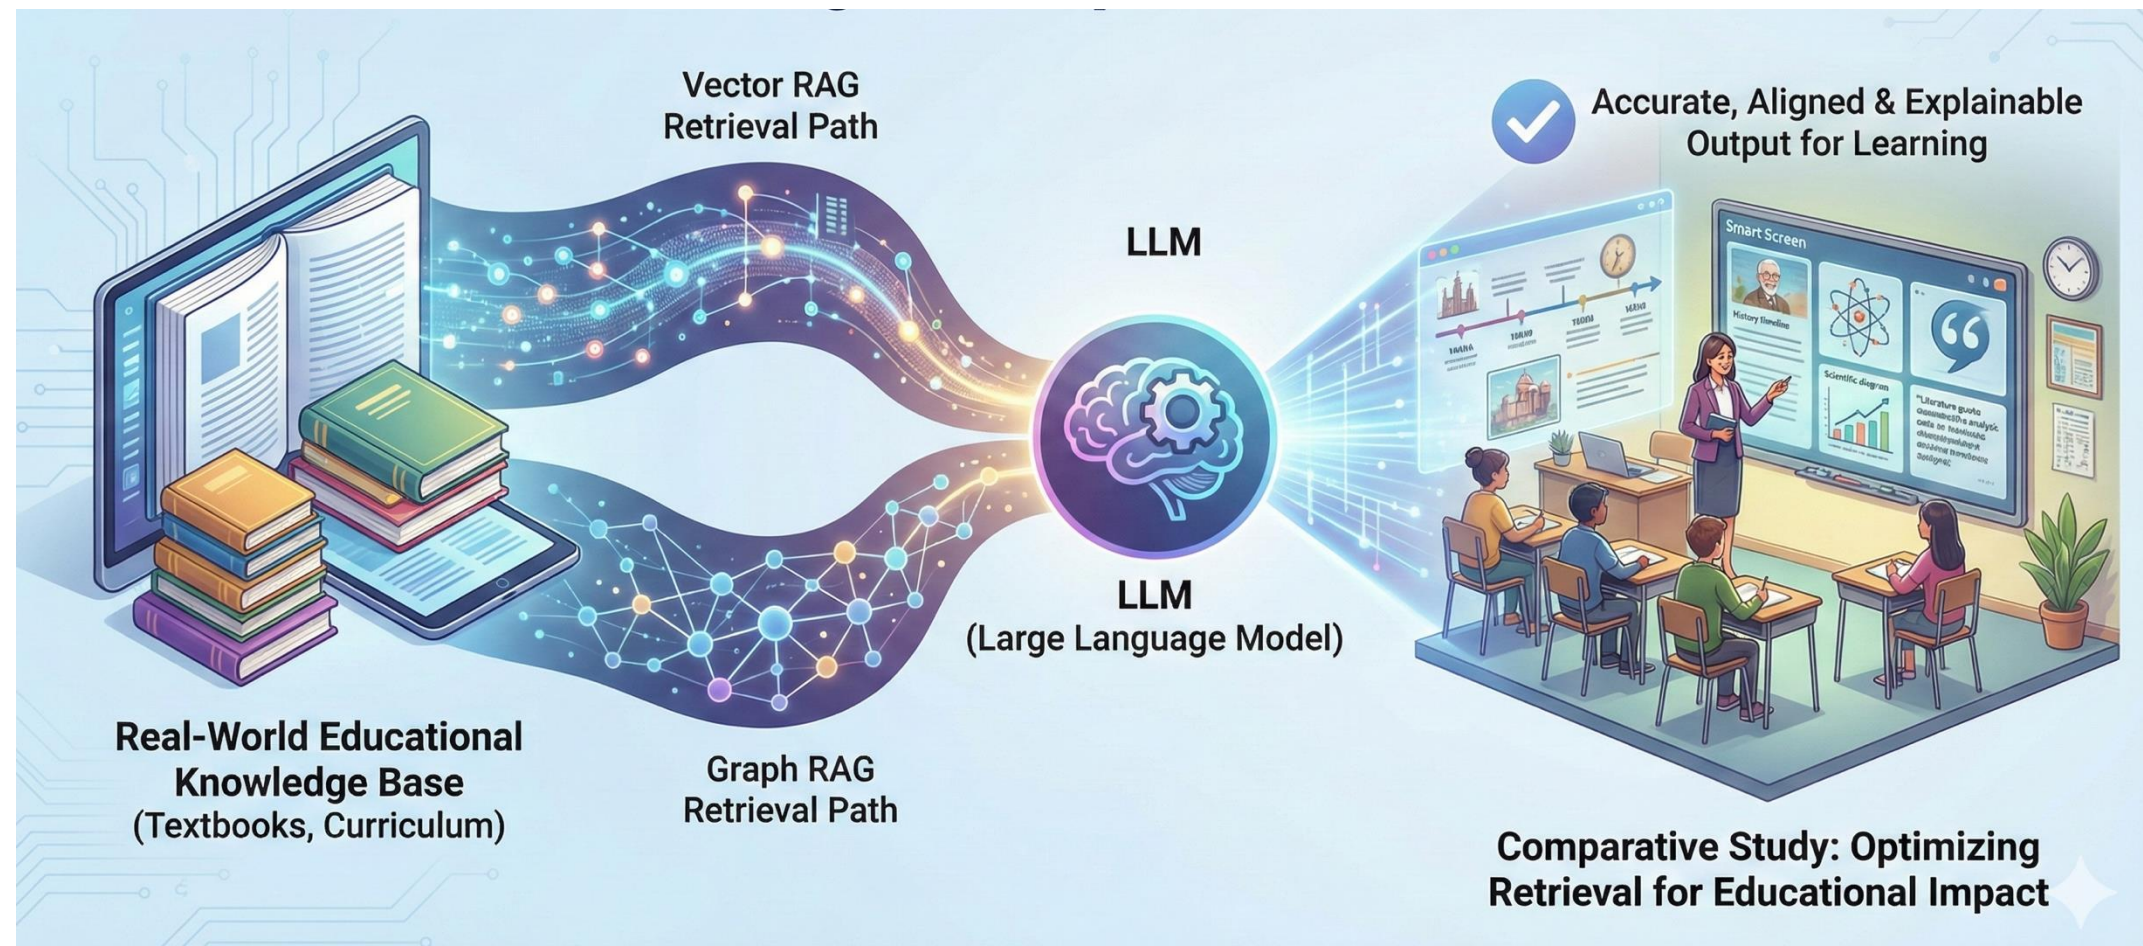 Vector RAG
Retrieval Path
Accurate, Aligned & Explainable
Output for Learning
LLM
Smart Screen
History timeline
Scientific diagram
"Literature quote
LLM
(Large Language Model)
Real-World Educational
Knowledge Base
(Textbooks, Curriculum)
Graph RAG
Retrieval Path
Comparative Study: Optimizing
Retrieval for Educational Impact